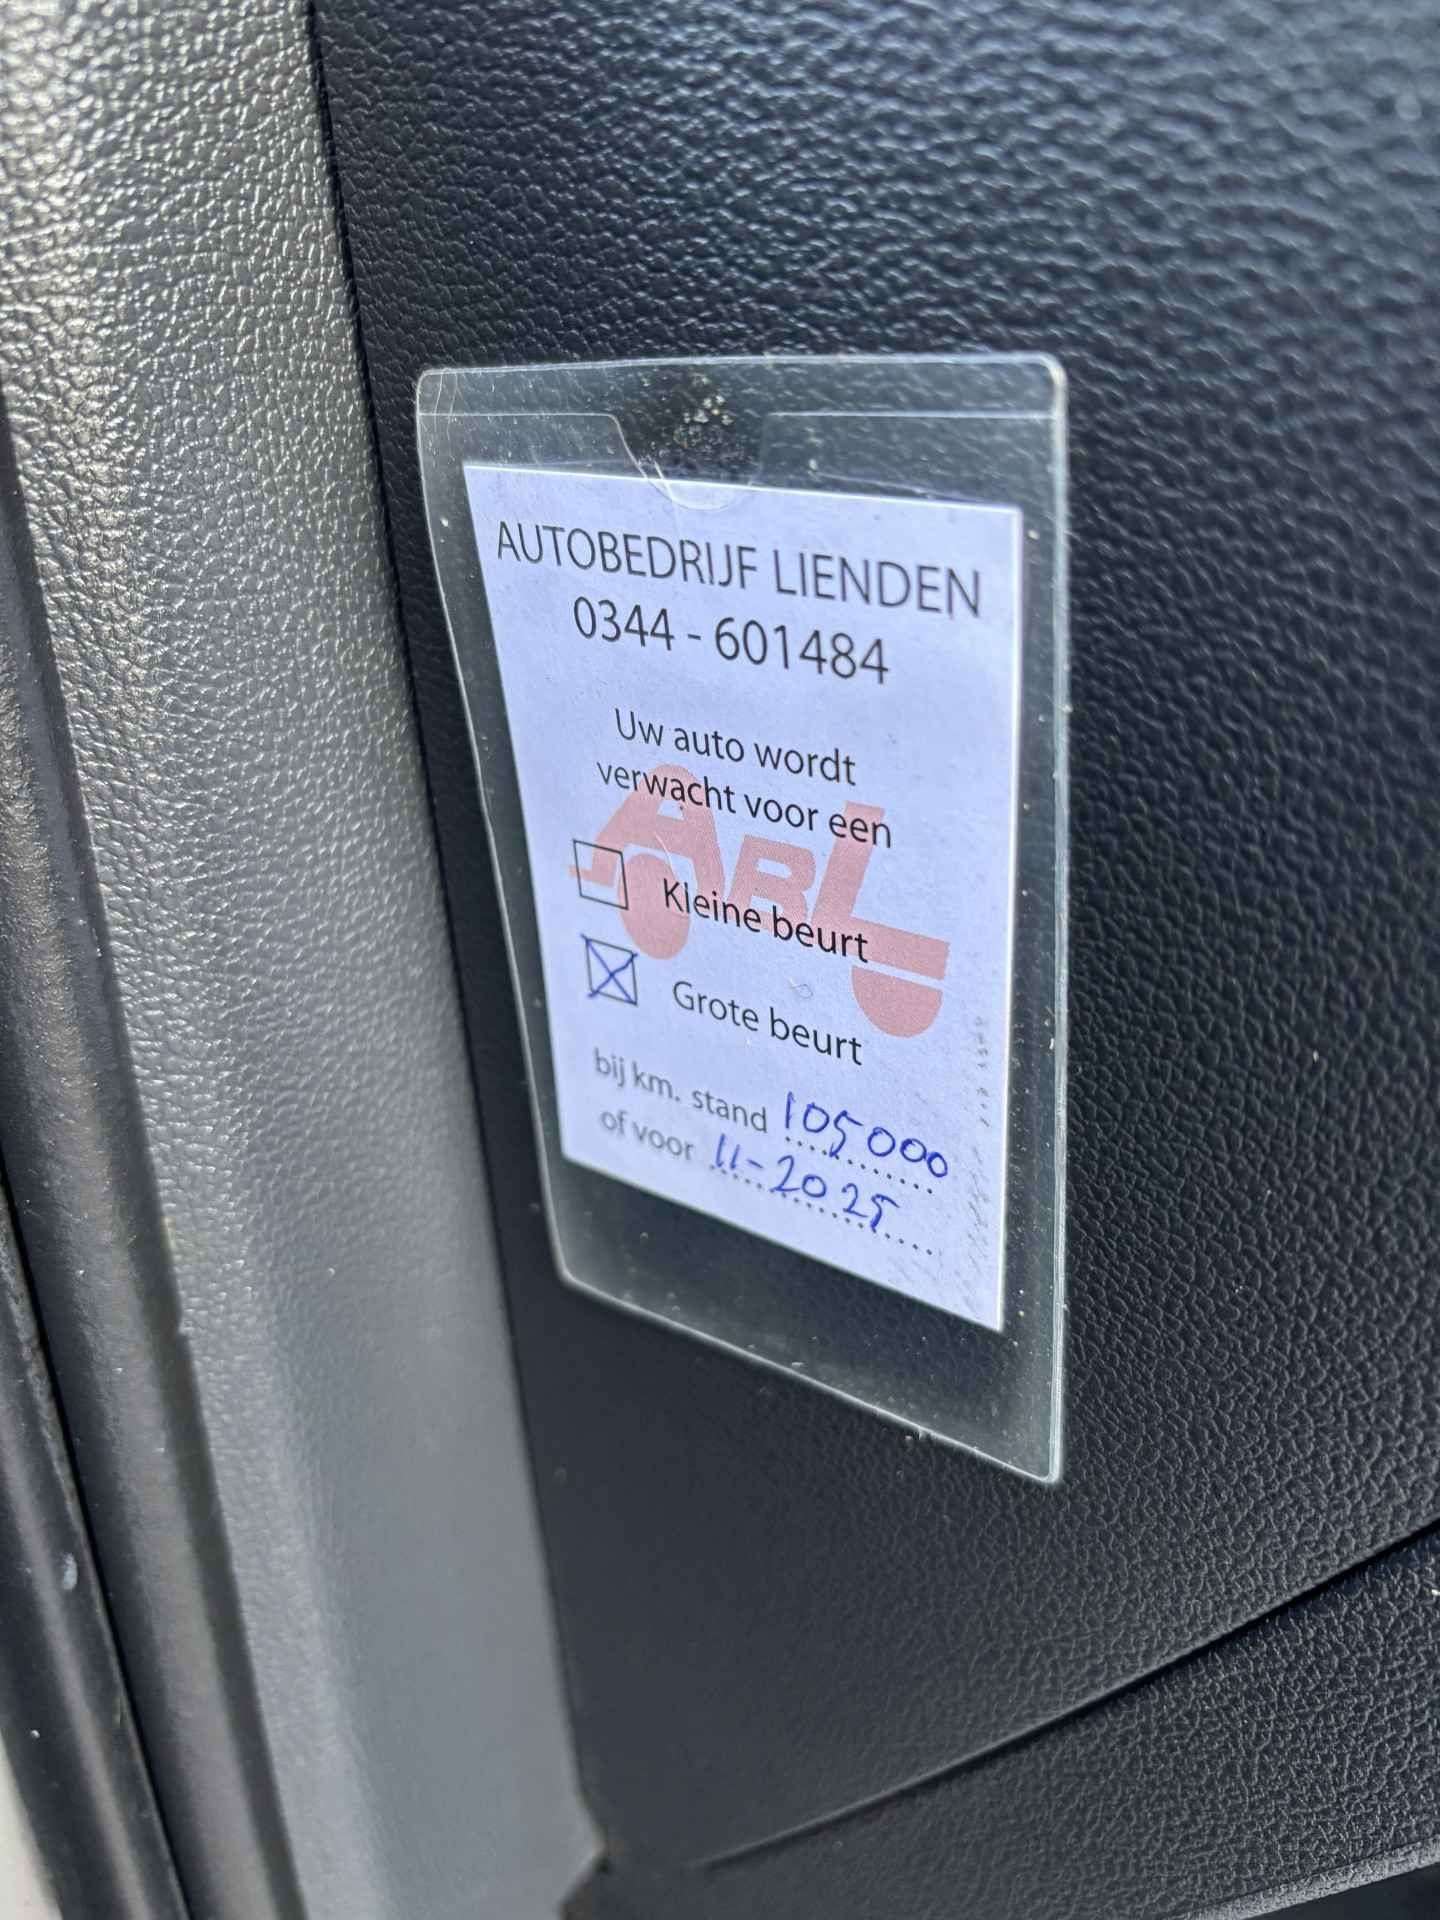 AUTOBEDRIJF LIENDEN
0344 - 601484
Uw auto wordt
verwacht voor een
ABL
Kleine beurt
Grote beurt
bij km. stand 105000
of voor 11-2025